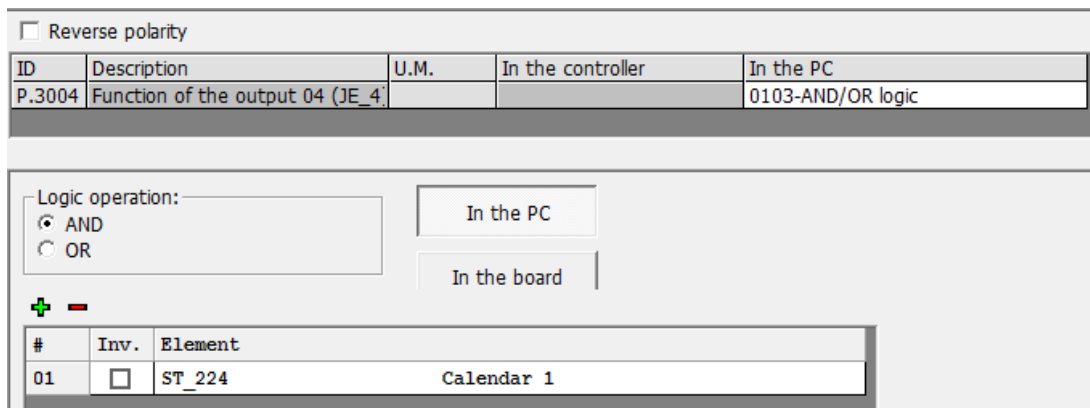 Reverse polarity
ID Description U.M. In the controller In the PC
P.3004 Function of the output 04 (JE_4) 0103-AND/OR logic
Logic operation:
AND
OR
In the PC
In the board
# Inv. Element
01 ST_224 Calendar 1